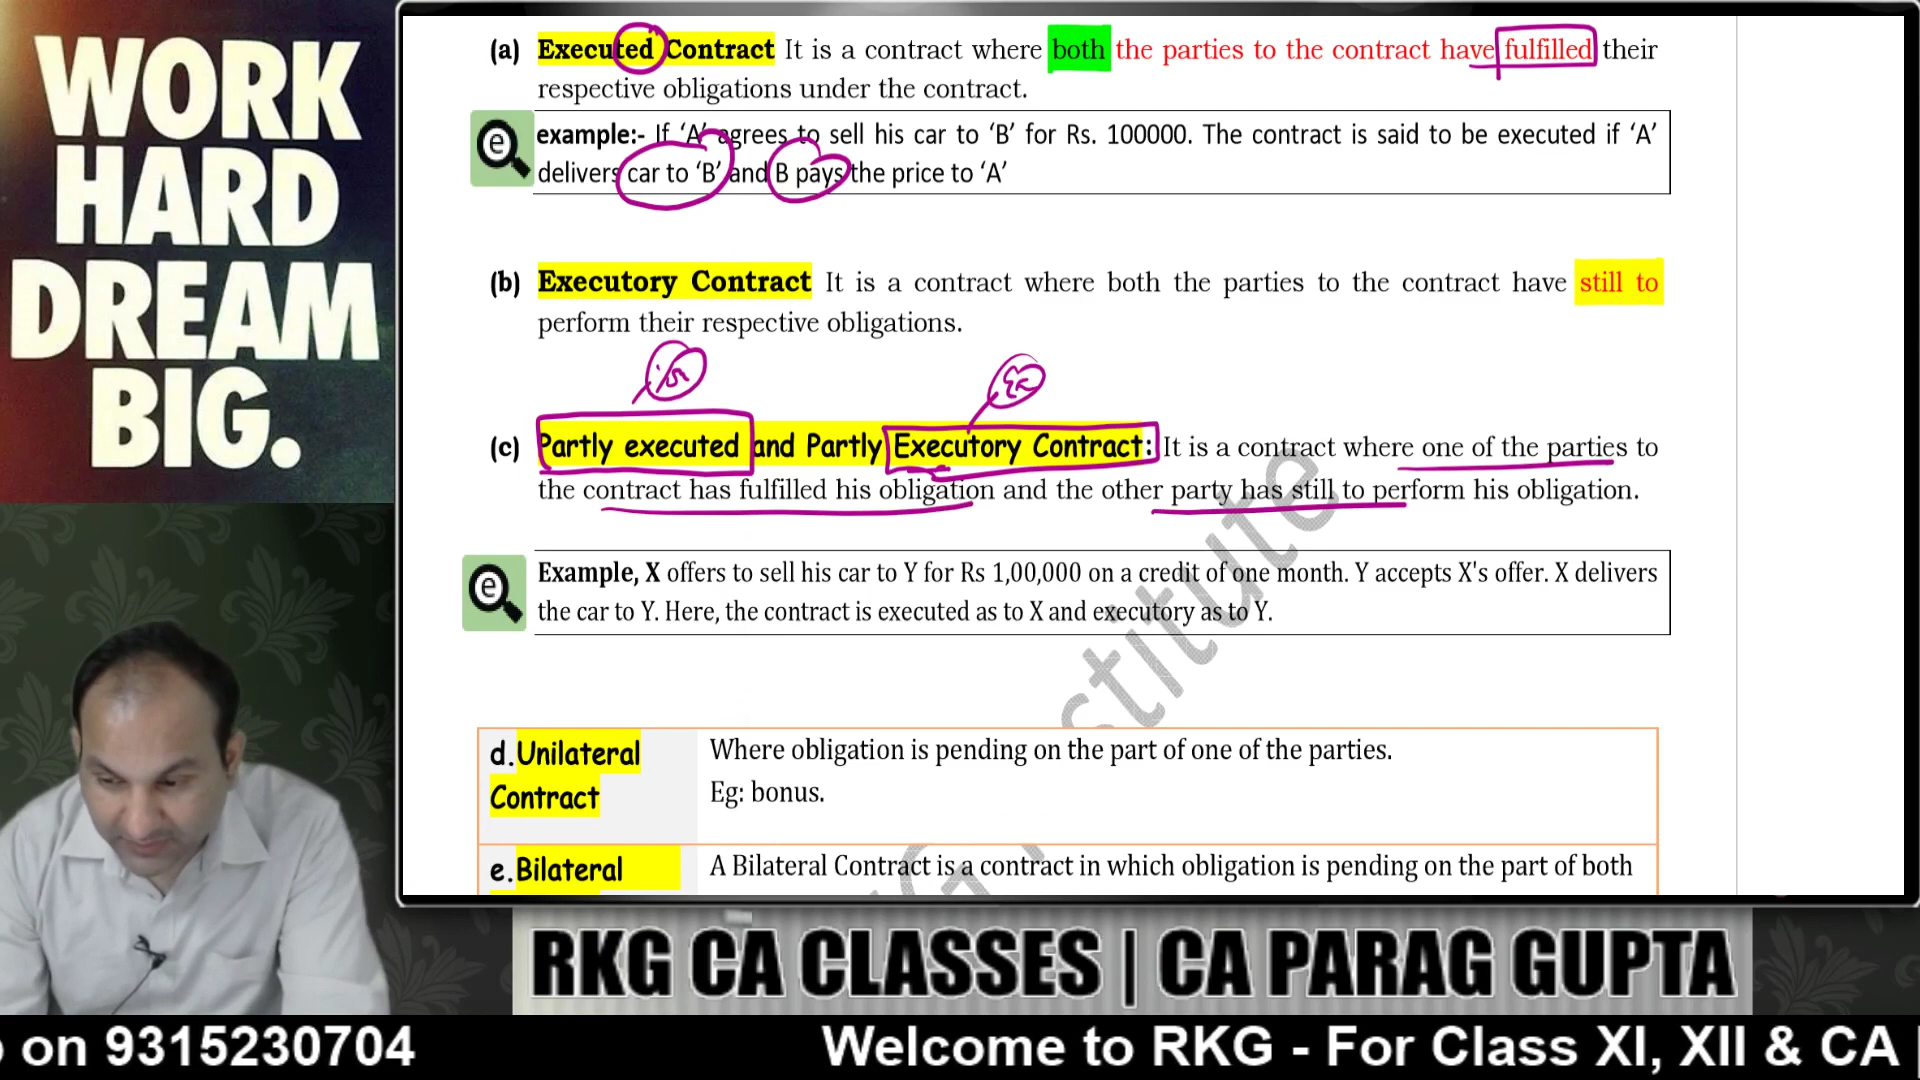 WORK
HARD
DREAM
BIG.
(a) Executed Contract It is a contract where both the parties to the contract have fulfilled their
respective obligations under the contract.
e
example:- If ‘A’ agrees to sell his car to ‘B’ for Rs. 100000. The contract is said to be executed if ‘A’
delivers car to ‘B’ and B pays the price to ‘A’
(b) Executory Contract It is a contract where both the parties to the contract have still to
perform their respective obligations.
(c) Partly executed and Partly Executory Contract: It is a contract where one of the parties to
the contract has fulfilled his obligation and the other party has still to perform his obligation.
e
Example, X offers to sell his car to Y for Rs 1,00,000 on a credit of one month. Y accepts X's offer. X delivers
the car to Y. Here, the contract is executed as to X and executory as to Y.
d.Unilateral
Contract
Where obligation is pending on the part of one of the parties.
Eg: bonus.
e.Bilateral
A Bilateral Contract is a contract in which obligation is pending on the part of both
RKG CA CLASSES | CA PARAG GUPTA
on 9315230704
Welcome to RKG - For Class XI, XII & CA